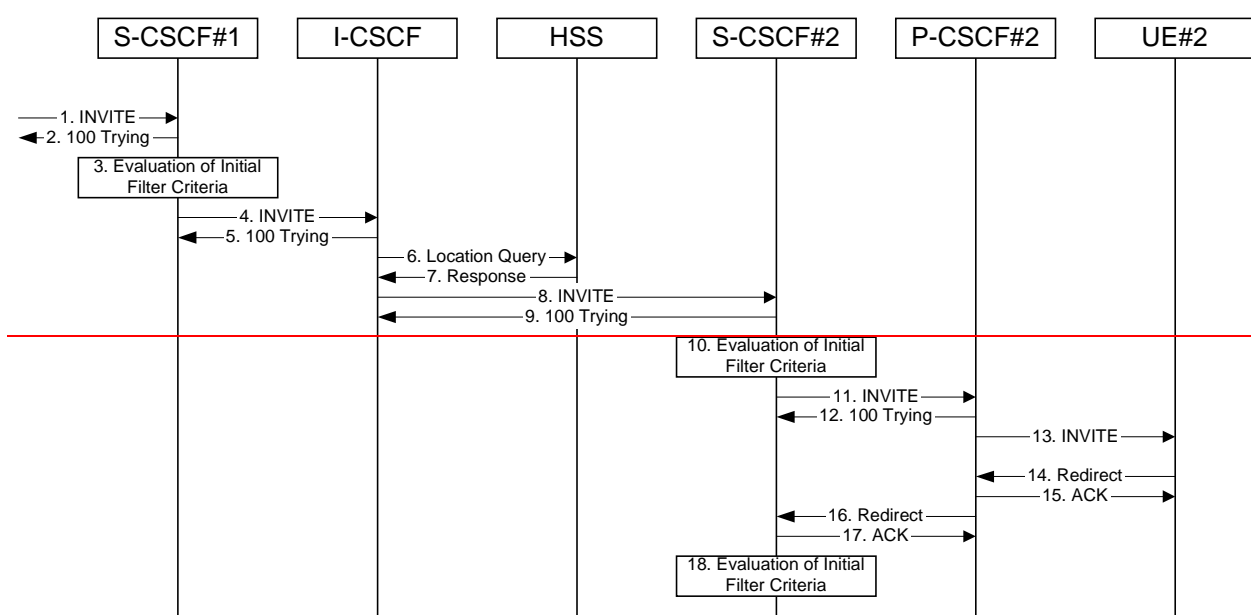 S-CSCF#1
I-CSCF
HSS
S-CSCF#2
P-CSCF#2
UE#2
1. INVITE
2. 100 Trying
3. Evaluation of Initial
Filter Criteria
4. INVITE
5. 100 Trying
6. Location Query
7. Response
8. INVITE
9. 100 Trying
10. Evaluation of Initial
Filter Criteria
11. INVITE
12. 100 Trying
13. INVITE
14. Redirect
15. ACK
16. Redirect
17. ACK
18. Evaluation of Initial
Filter Criteria